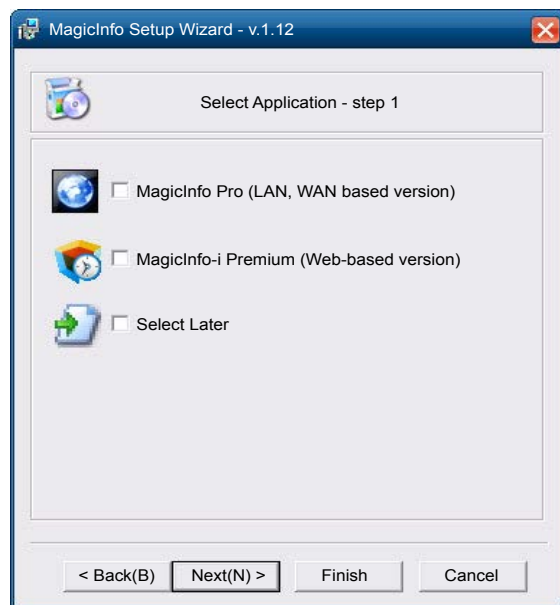 MagicInfo Setup Wizard - v.1.12
Select Application - step 1
MagicInfo Pro (LAN, WAN based version)
MagicInfo-i Premium (Web-based version)
Select Later
< Back(B) Next(N) > Finish Cancel